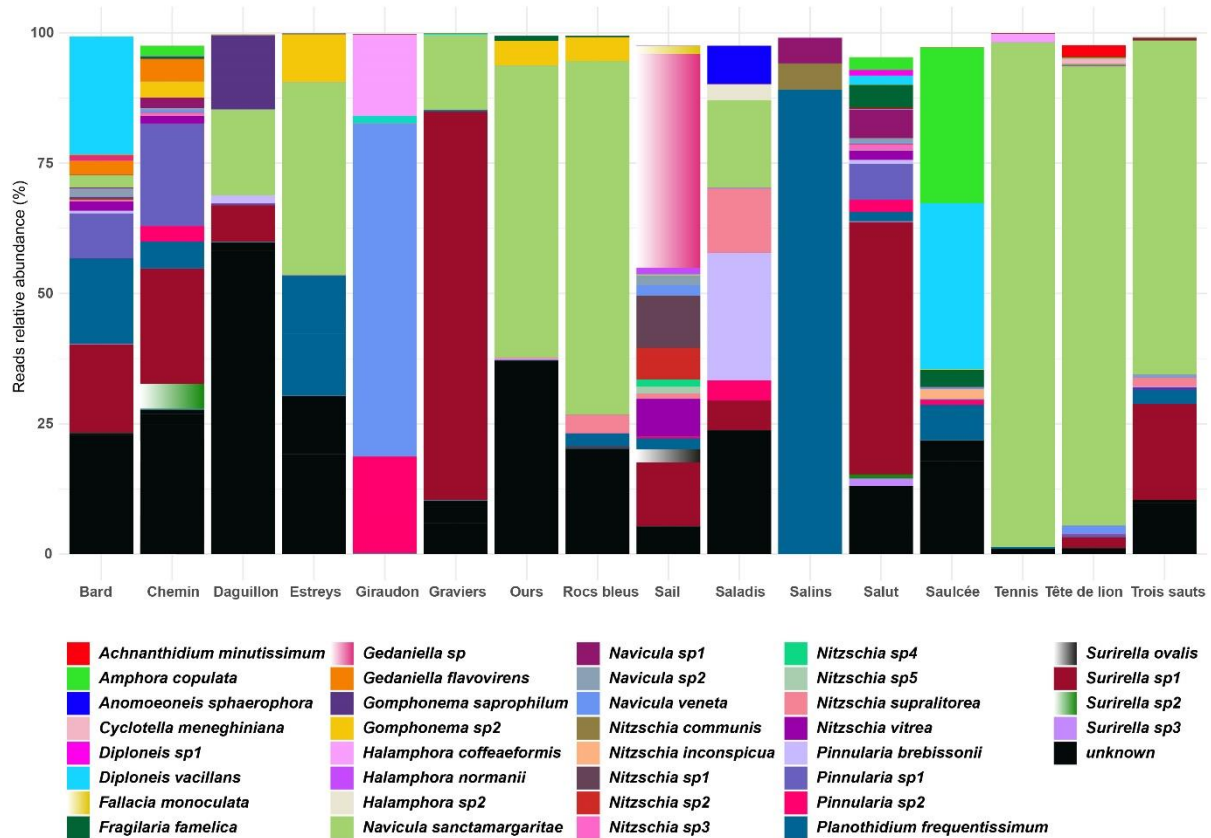 100
75
50
25
0
Reads relative abundance (%)
Bard Chemin Daguillon Estreys Giraudon Graviers Ours Rocs bleus Sail Saladis Salins Salut Saulcée Tennis Tête de lion Trois sauts
Achnanthidium minutissimum
Amphora copulata
Anomoeoneis sphaerophora
Cyclotella meneghiniana
Diploneis sp1
Diploneis vacillans
Fallacia monoculata
Fragilaria famelica
Gedaniella sp
Gedaniella flavovirens
Gomphonema saprophilum
Gomphonema sp2
Halamphora coffeaeformis
Halamphora normanii
Halamphora sp2
Navicula sanctamargaritae
Navicula sp1
Navicula sp2
Navicula veneta
Nitzschia communis
Nitzschia inconspicua
Nitzschia sp1
Nitzschia sp2
Nitzschia sp3
Nitzschia sp4
Nitzschia sp5
Nitzschia supralitorea
Nitzschia vitrea
Pinnularia brebissonii
Pinnularia sp1
Pinnularia sp2
Planothidium frequentissimum
Surirella ovalis
Surirella sp1
Surirella sp2
Surirella sp3
unknown